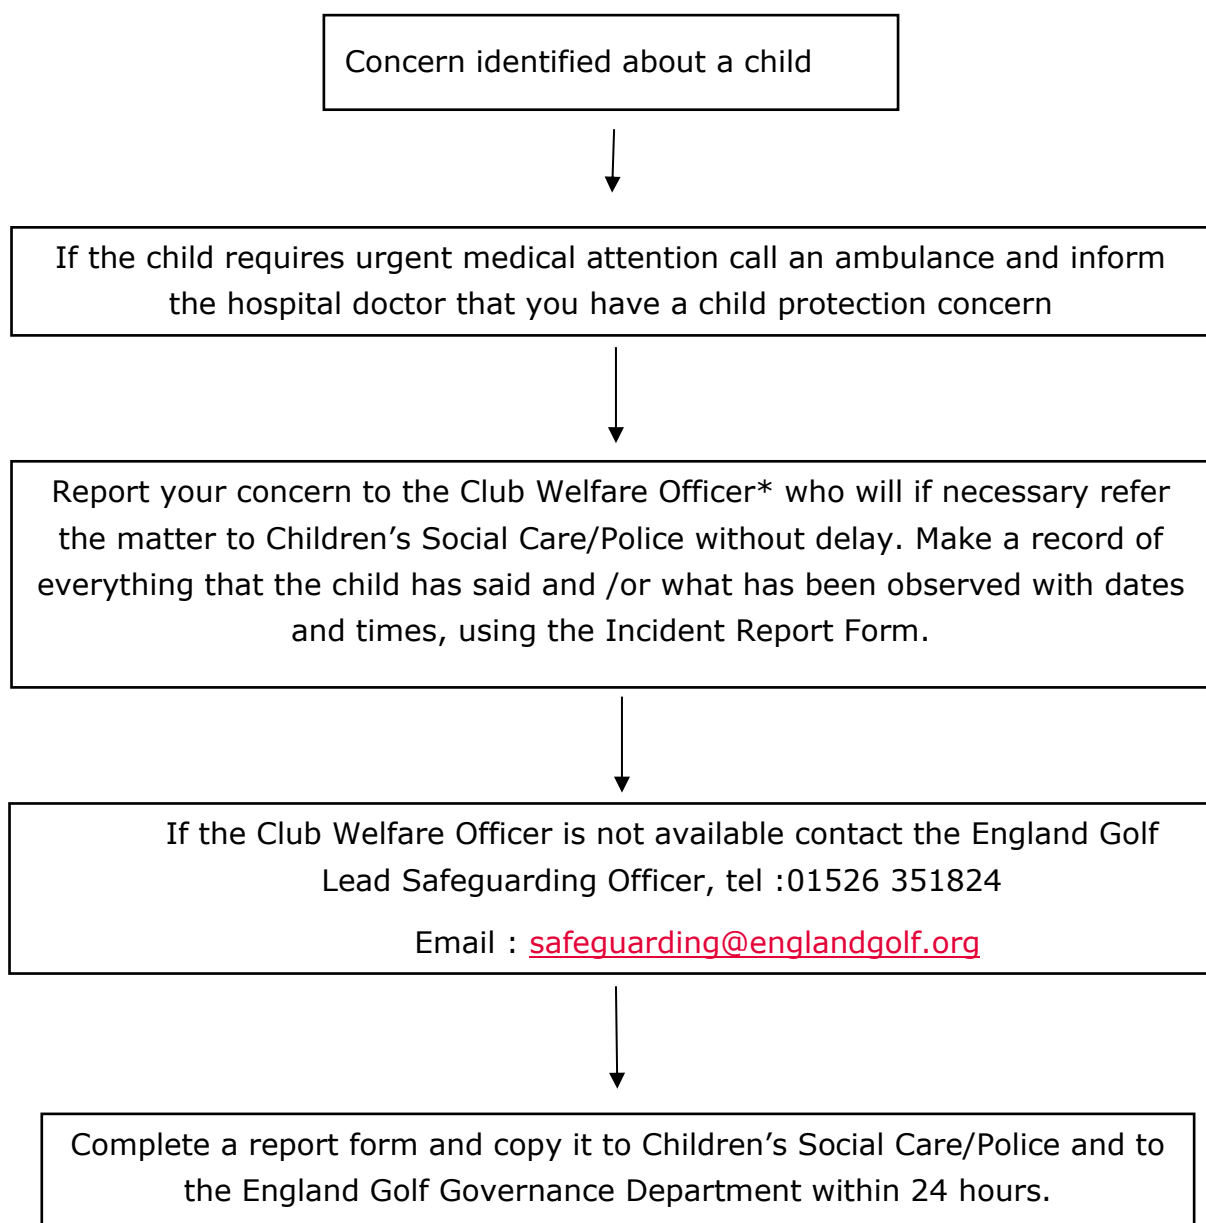 Concern identified about a child
If the child requires urgent medical attention call an ambulance and inform
the hospital doctor that you have a child protection concern
Report your concern to the Club Welfare Officer* who will if necessary refer
the matter to Children’s Social Care/Police without delay. Make a record of
everything that the child has said and /or what has been observed with dates
and times, using the Incident Report Form.
If the Club Welfare Officer is not available contact the England Golf
Lead Safeguarding Officer, tel :01526 351824
Email : safeguarding@englandgolf.org
Complete a report form and copy it to Children’s Social Care/Police and to
the England Golf Governance Department within 24 hours.